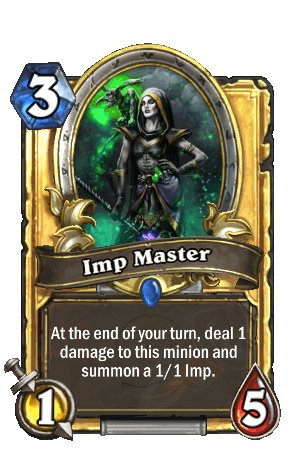 3
Imp Master
At the end of your turn, deal 1
damage to this minion and
summon a 1/1 Imp.
1
5